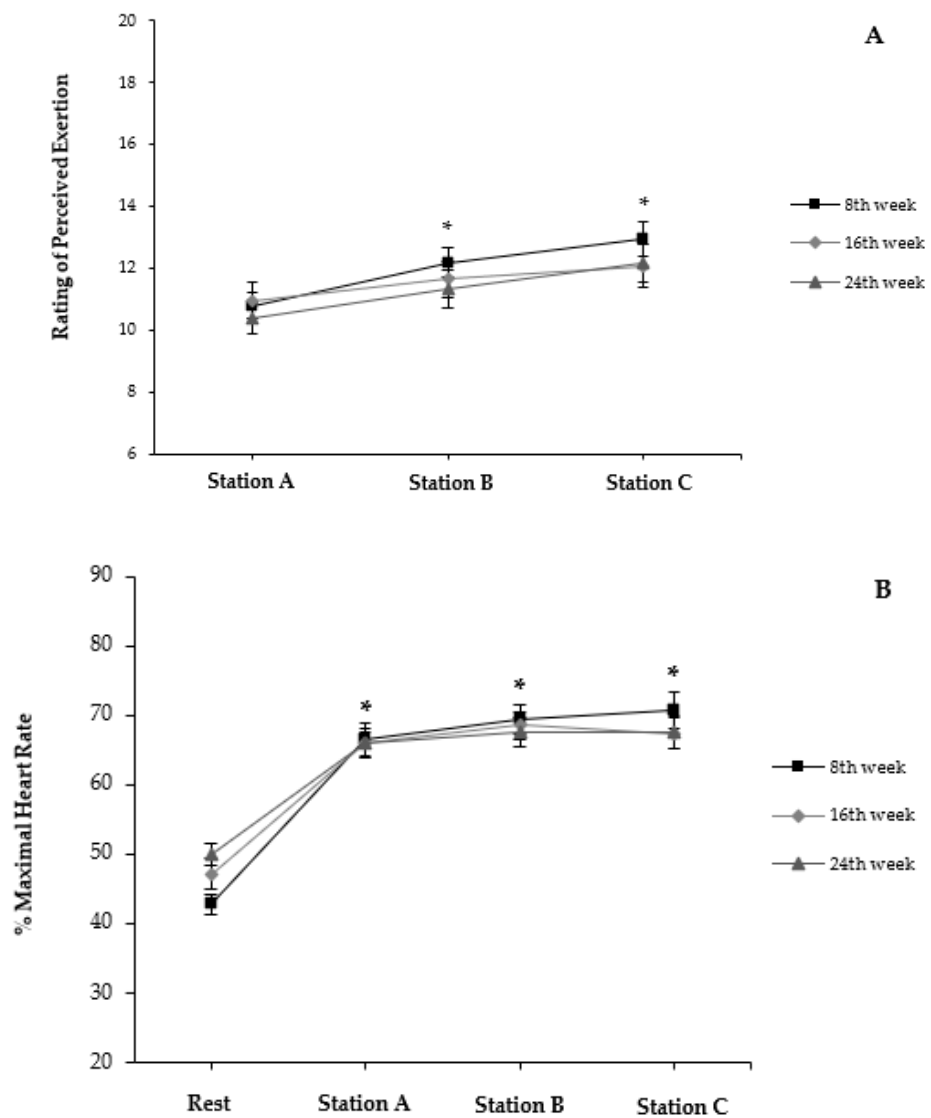 A
Rating of Perceived Exertion
20
18
16
14
12
10
8
6
*
*
8th week
16th week
24th week
Station A
Station B
Station C
B
% Maximal Heart Rate
90
80
70
60
50
40
30
20
*
*
*
8th week
16th week
24th week
Rest
Station A
Station B
Station C